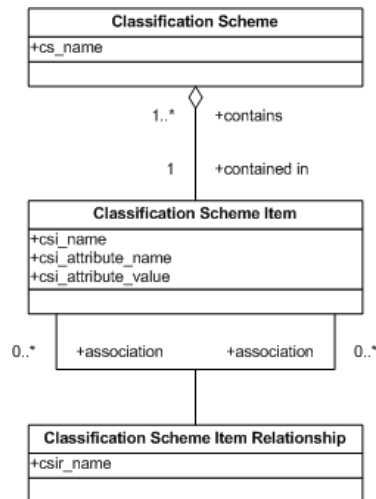 Classification Scheme
+cs_name
1..* +contains
1 +contained in
Classification Scheme Item
+csi_name
+csi_attribute_name
+csi_attribute_value
0..* +association +association 0..*
Classification Scheme Item Relationship
+csir_name